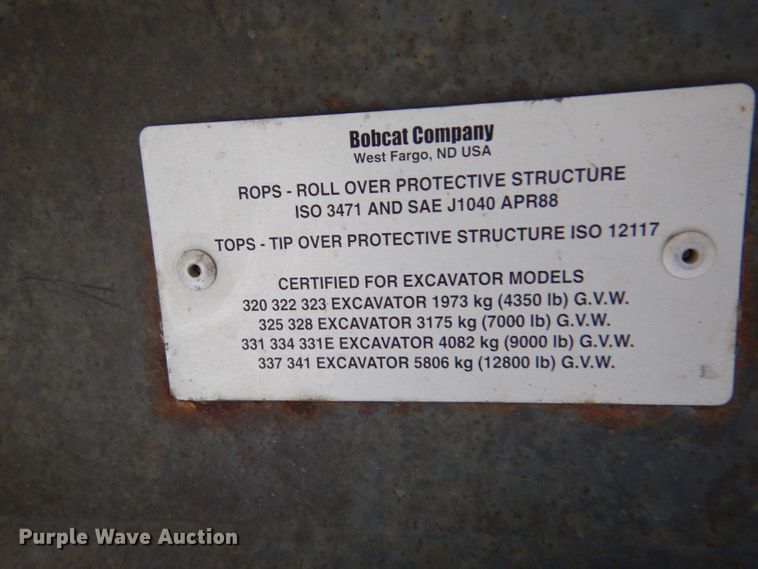 Bobcat Company
West Fargo, ND USA
ROPS - ROLL OVER PROTECTIVE STRUCTURE
ISO 3471 AND SAE J1040 APR88
TOPS - TIP OVER PROTECTIVE STRUCTURE ISO 12117
CERTIFIED FOR EXCAVATOR MODELS
320 322 323 EXCAVATOR 1973 kg (4350 lb) G.V.W.
325 328 EXCAVATOR 3175 kg (7000 lb) G.V.W.
331 334 331E EXCAVATOR 4082 kg (9000 lb) G.V.W.
337 341 EXCAVATOR 5806 kg (12800 lb) G.V.W.
Purple Wave Auction